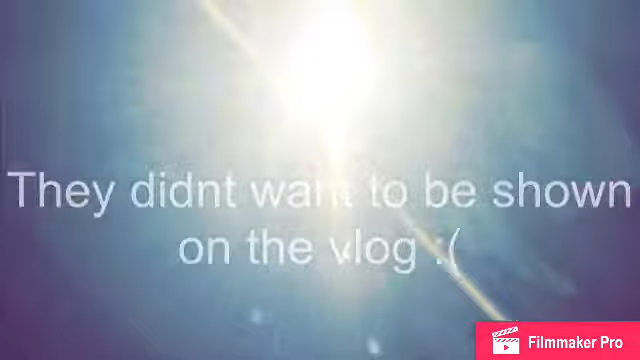 They didnt want to be shown
on the vlog :(
Filmmaker Pro